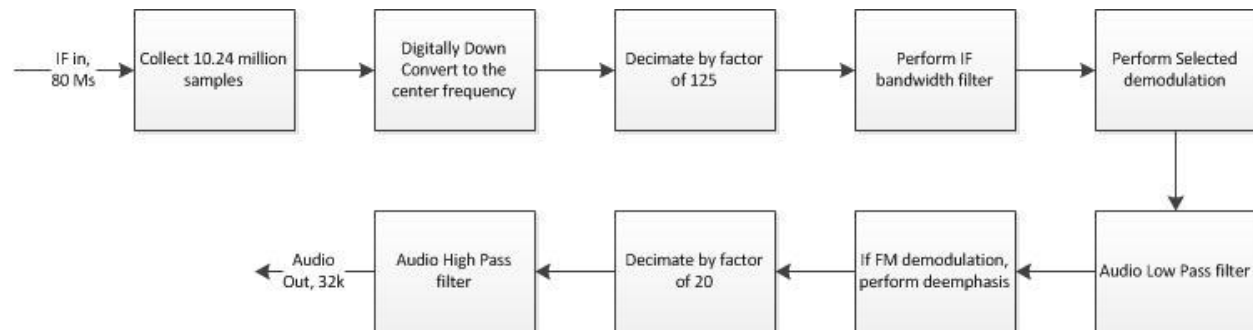 IF in,
80 Ms
Collect 10.24 million
samples
Digitally Down
Convert to the
center frequency
Decimate by factor
of 125
Perform IF
bandwidth filter
Perform Selected
demodulation
Audio Low Pass filter
If FM demodulation,
perform deemphasis
Decimate by factor
of 20
Audio High Pass
filter
Audio
Out, 32k